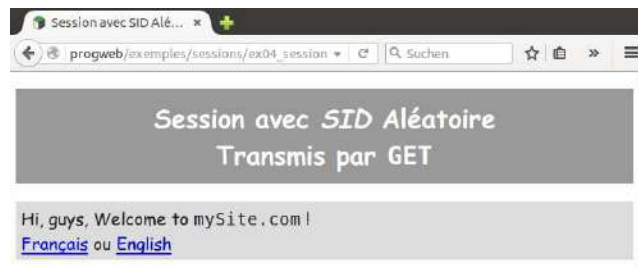 Session avec SID Alé... ×
progweb/exemples/sessions/ex04_session
Suchen
Session avec SID Aléatoire
Transmis par GET
Hi, guys, Welcome to mySite.com !
Français ou English